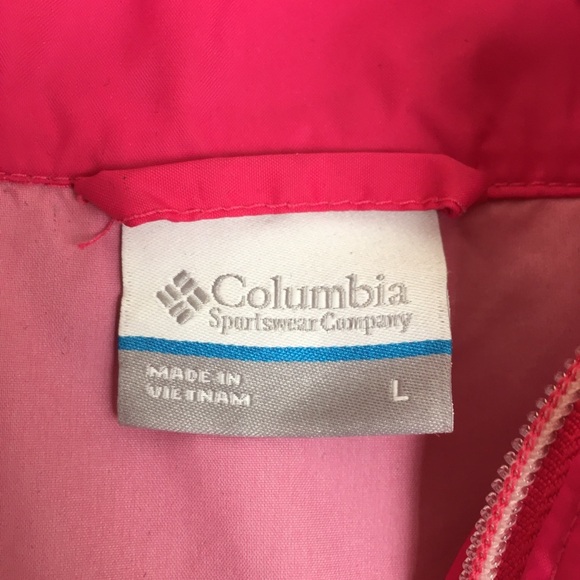 Columbia
Sportswear Company
MADE IN
VIETNAM
L